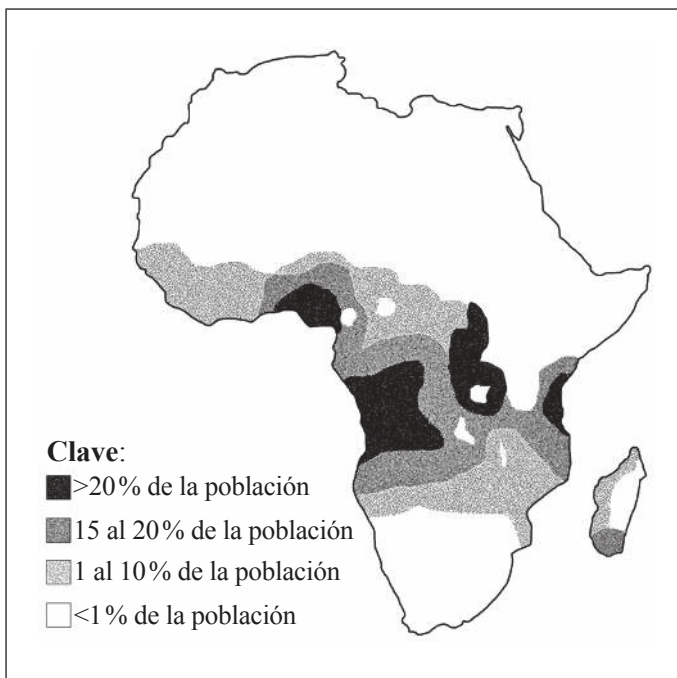 Clave:
>20% de la población
15 al 20% de la población
1 al 10% de la población
<1% de la población